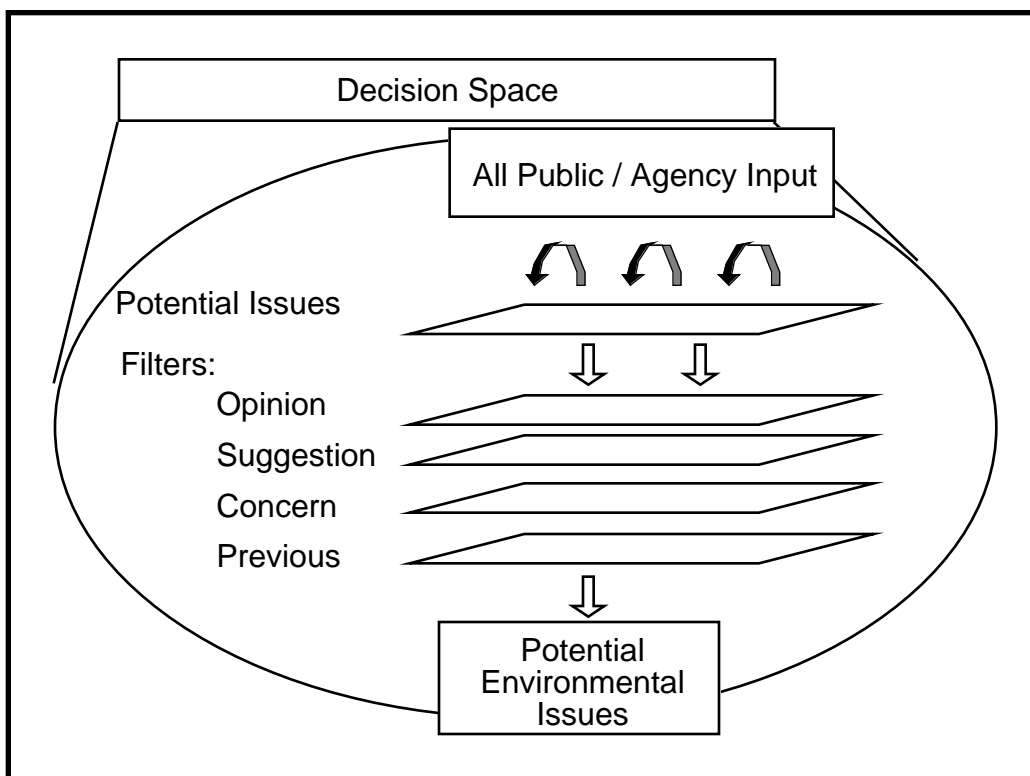 Decision Space
All Public / Agency Input
Potential Issues
Filters:
Opinion
Suggestion
Concern
Previous
Potential
Environmental
Issues